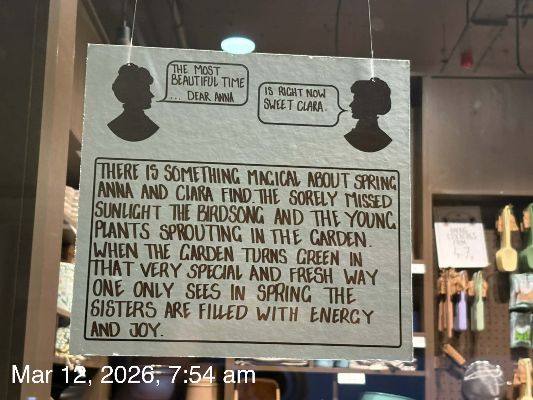 THE MOST
BEAUTIFUL TIME
... DEAR ANNA
IS RIGHT NOW
SWEET CLARA.
THERE IS SOMETHING MAGICAL ABOUT SPRING
ANNA AND CLARA FIND. THE SORELY MISSED
SUNLIGHT THE BIRDSONG AND THE YOUNG
PLANTS SPROUTING IN THE GARDEN.
WHEN THE GARDEN TURNS GREEN IN
THAT VERY SPECIAL AND FRESH WAY
ONE ONLY SEES IN SPRING THE
SISTERS ARE FILLED WITH ENERGY
AND JOY.
Mar 12, 2026, 7:54 am